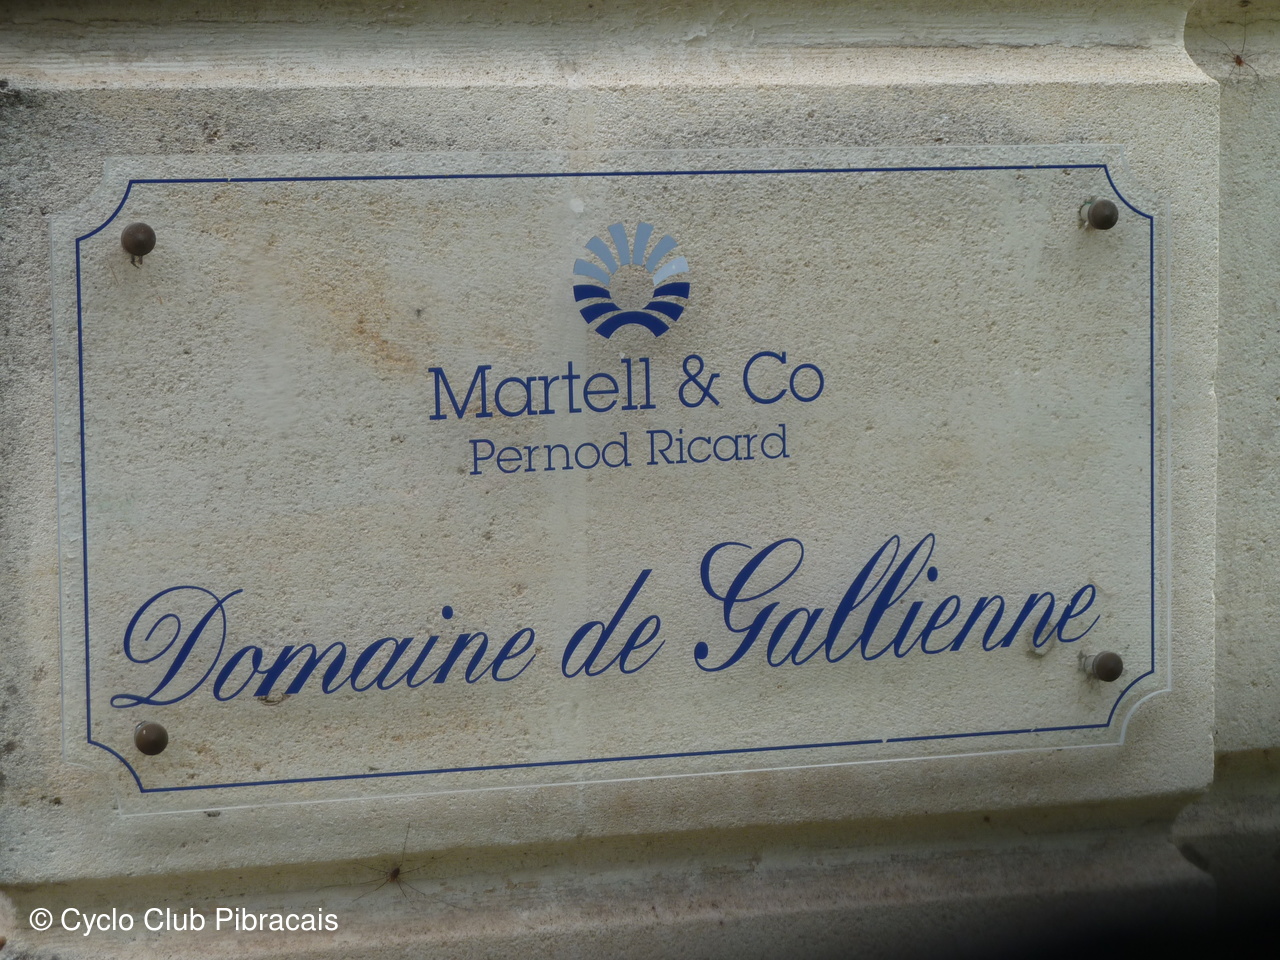 Martell & Co
Pernod Ricard
Domaine de Gallienne
© Cyclo Club Pibracais